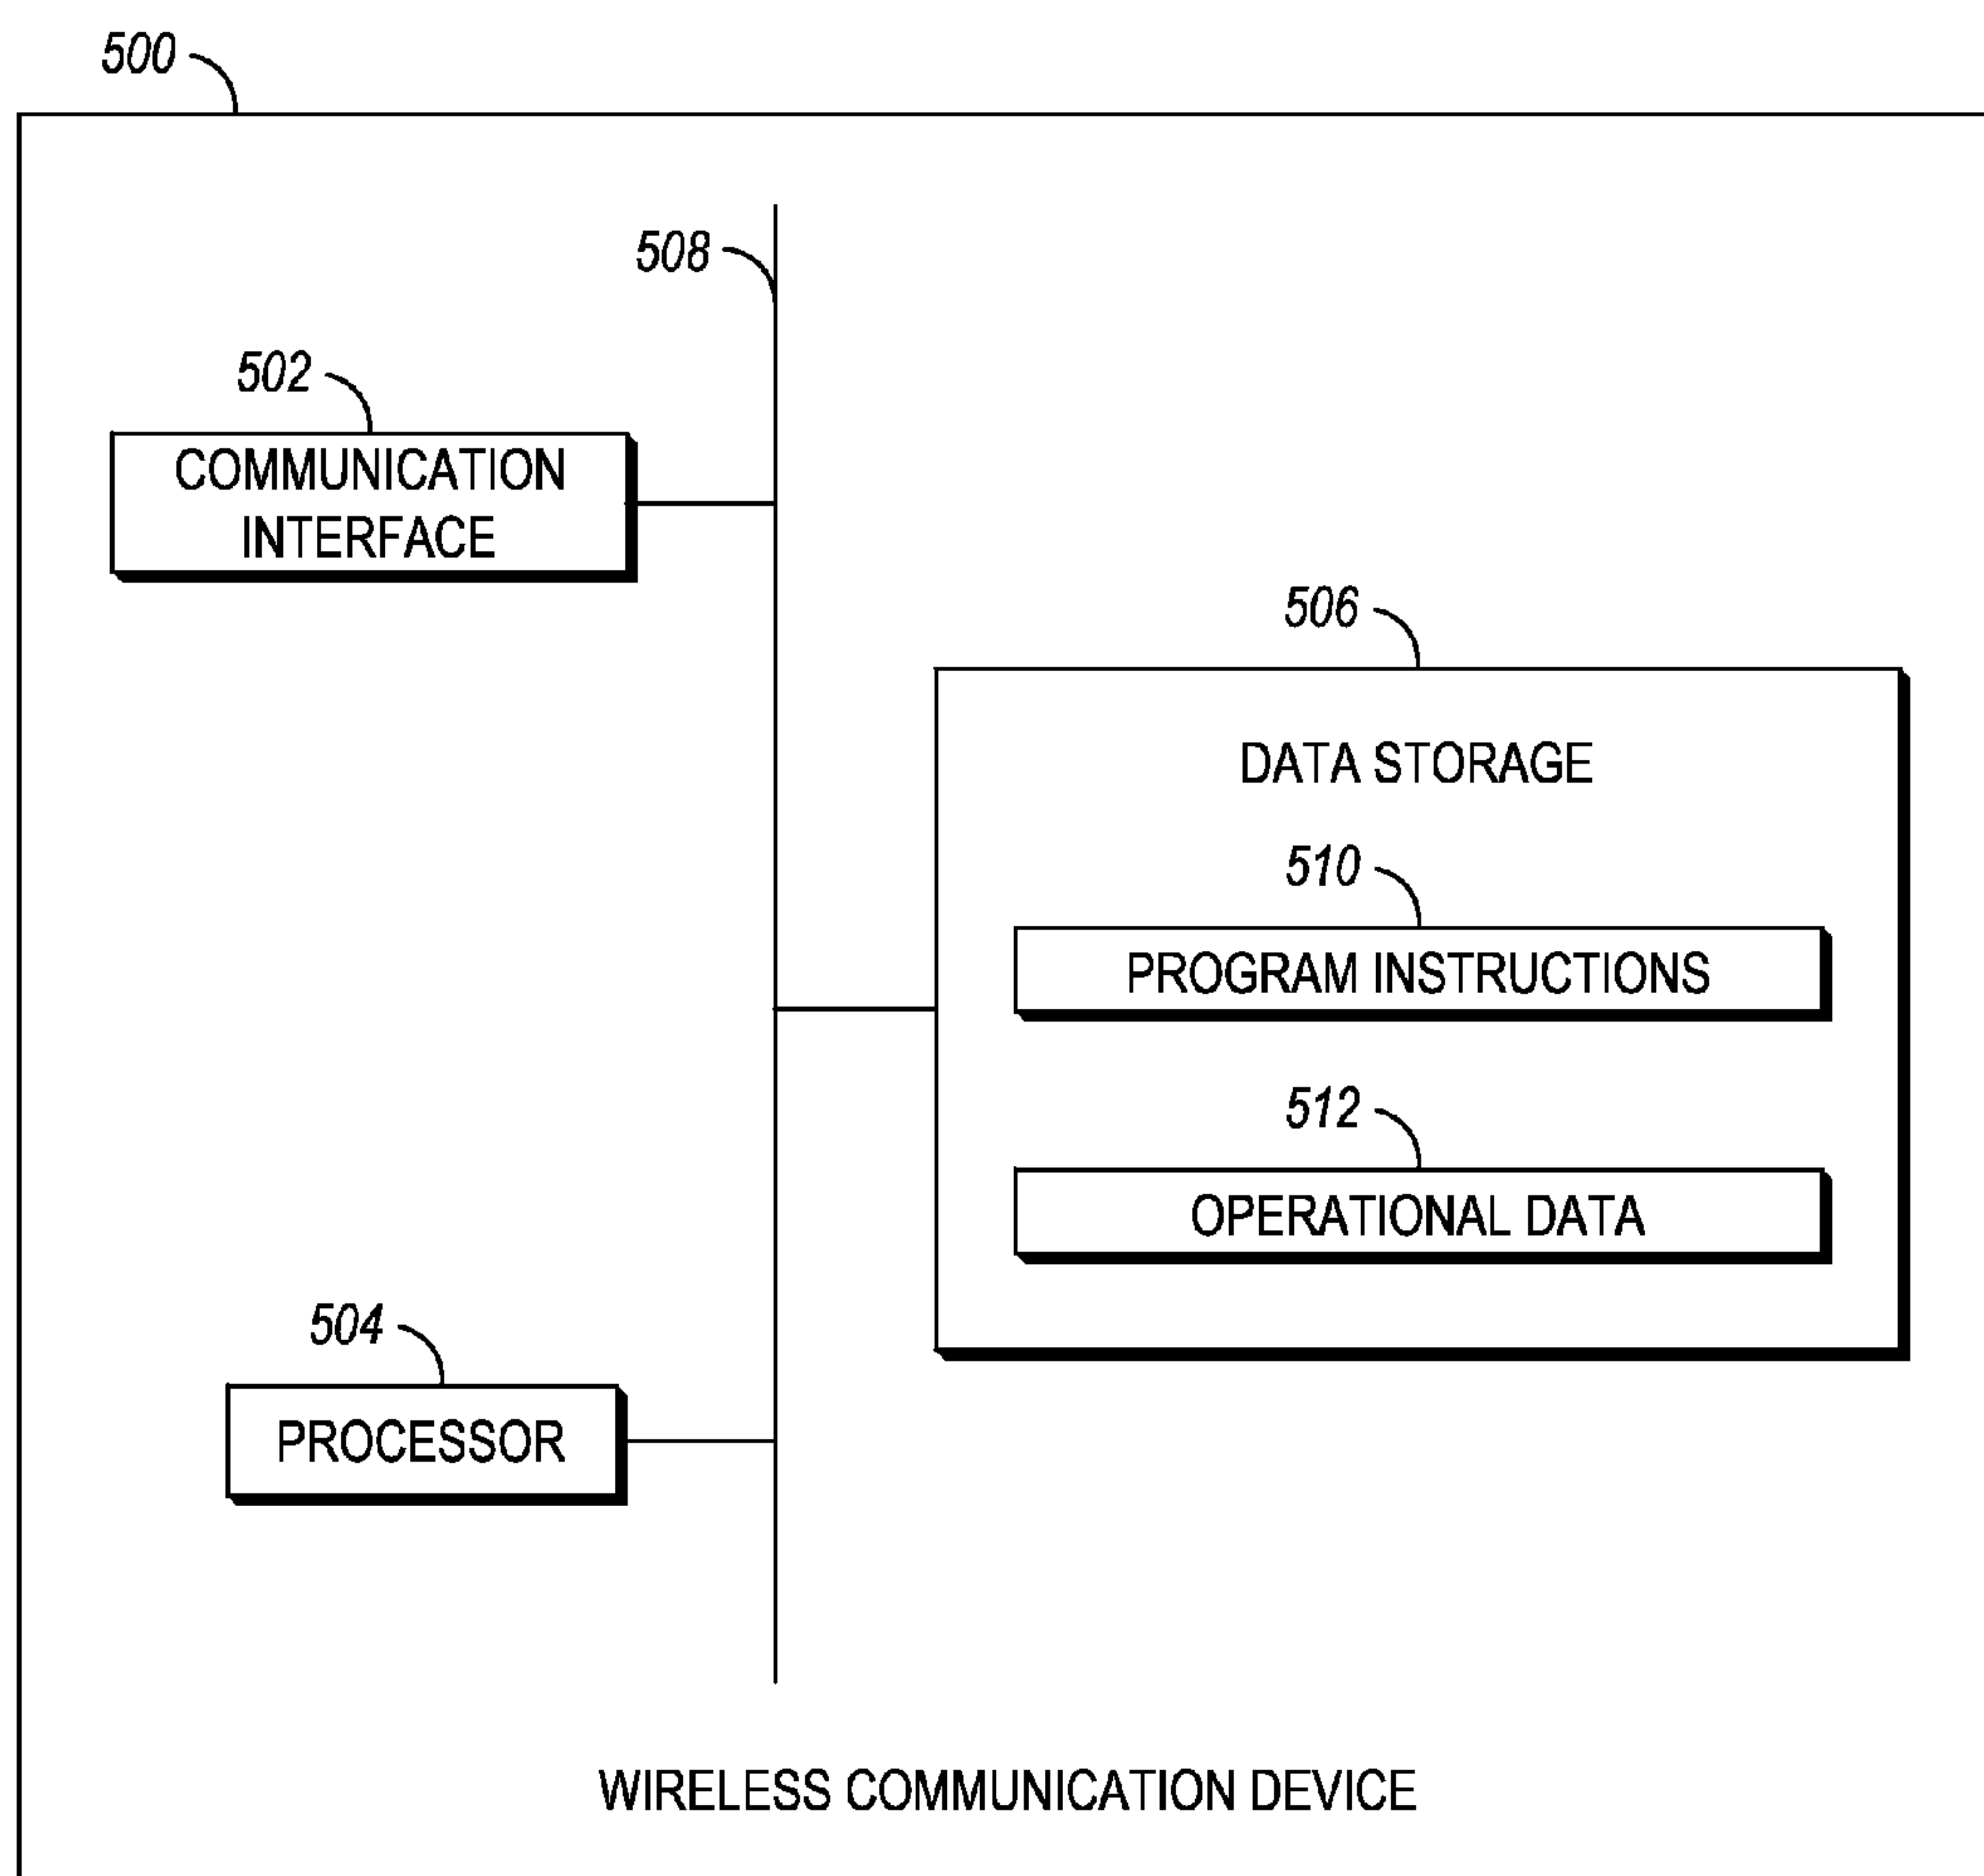 500
508
502
COMMUNICATION
INTERFACE
506
DATA STORAGE
510
PROGRAM INSTRUCTIONS
512
OPERATIONAL DATA
504
PROCESSOR
WIRELESS COMMUNICATION DEVICE